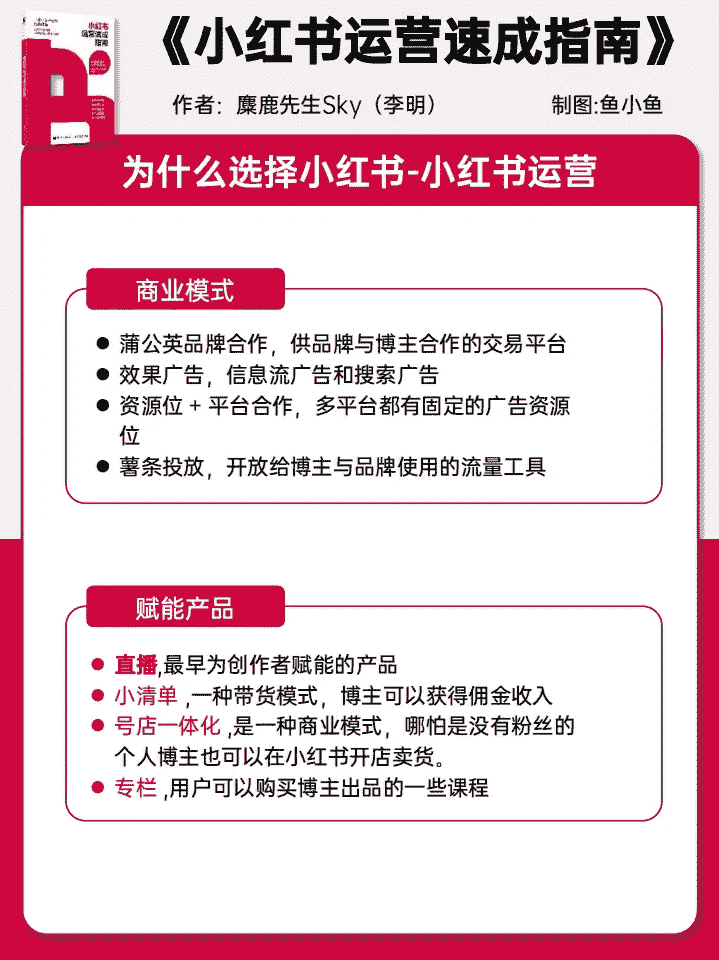 小红书
运营速成
指南
《小红书运营速成指南》
作者：麋鹿先生Sky（李明）
制图:鱼小鱼
为什么选择小红书-小红书运营
商业模式
● 蒲公英品牌合作，供品牌与博主合作的交易平台
● 效果广告，信息流广告和搜索广告
● 资源位 + 平台合作，多平台都有固定的广告资源
位
● 薯条投放，开放给博主与品牌使用的流量工具
赋能产品
● 直播,最早为创作者赋能的产品
● 小清单 ,一种带货模式，博主可以获得佣金收入
● 号店一体化 ,是一种商业模式，哪怕是没有粉丝的
个人博主也可以在小红书开店卖货。
● 专栏 ,用户可以购买博主出品的一些课程